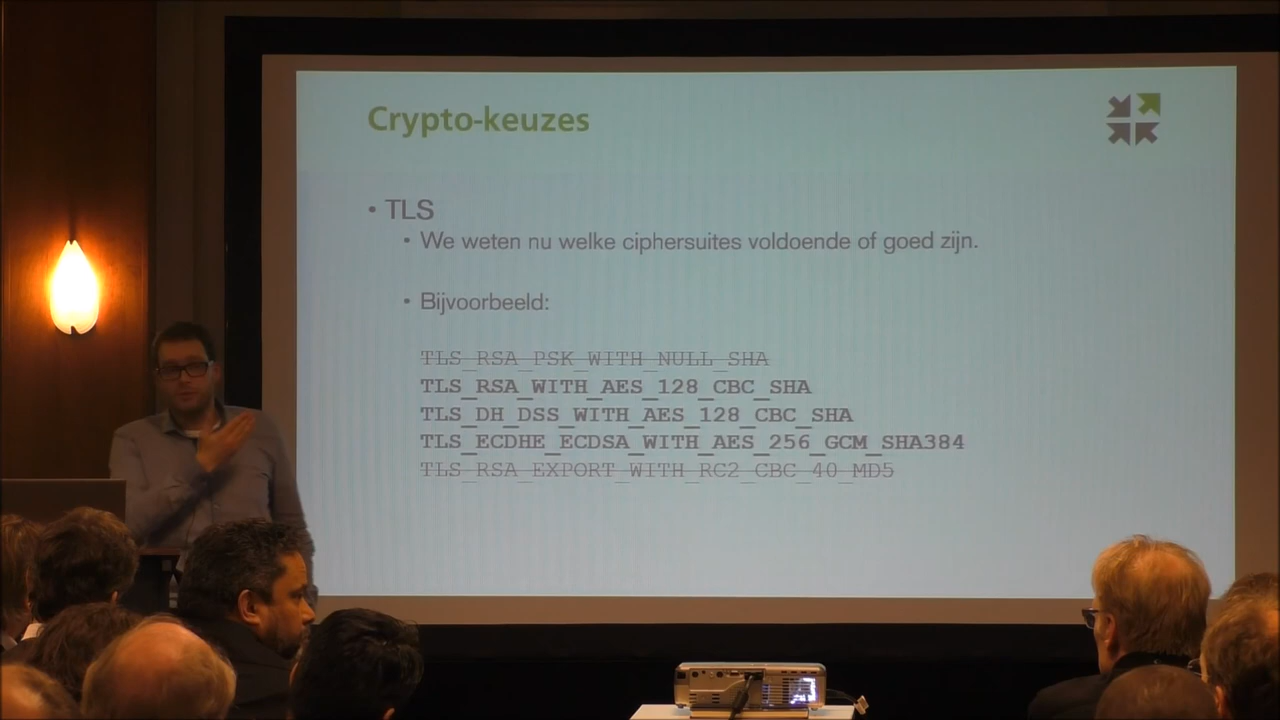 Crypto-keuzes
• TLS
• We weten nu welke ciphersuites voldoende of goed zijn.
• Bijvoorbeeld:
TLS_RSA_PSK_WITH_NULL_SHA
TLS_RSA_WITH_AES_128_CBC_SHA
TLS_DH_DSS_WITH_AES_128_CBC_SHA
TLS_ECDHE_ECDSA_WITH_AES_256_GCM_SHA384
TLS_RSA_EXPORT_WITH_RC2_CBC_40_MD5